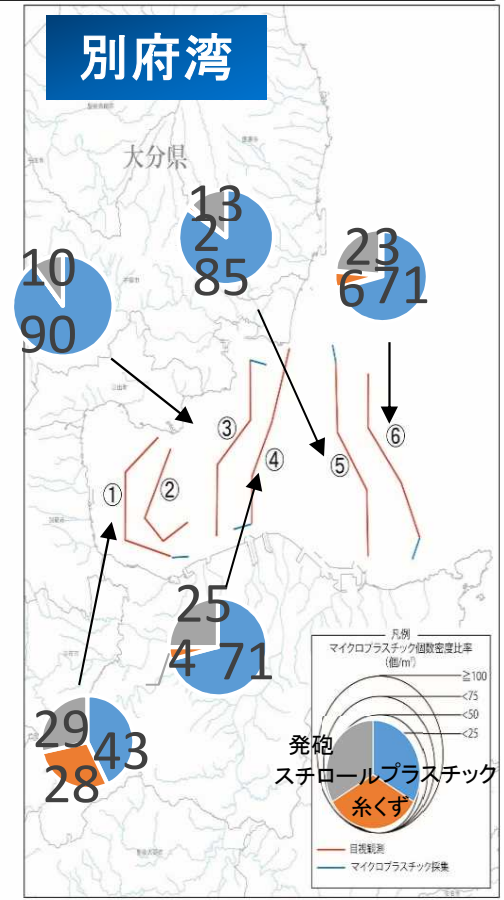 別府湾
大分県
13
2
85
23
6
71
10
90
③
⑥
④
⑤
①
②
25
4
71
29
43
28
凡例
マイクロプラスチック個数密度比率
(個/m³)
≧100
<75
<50
<25
発砲
スチロール
プラスチック
糸くず
目視観測
マイクロプラスチック採集